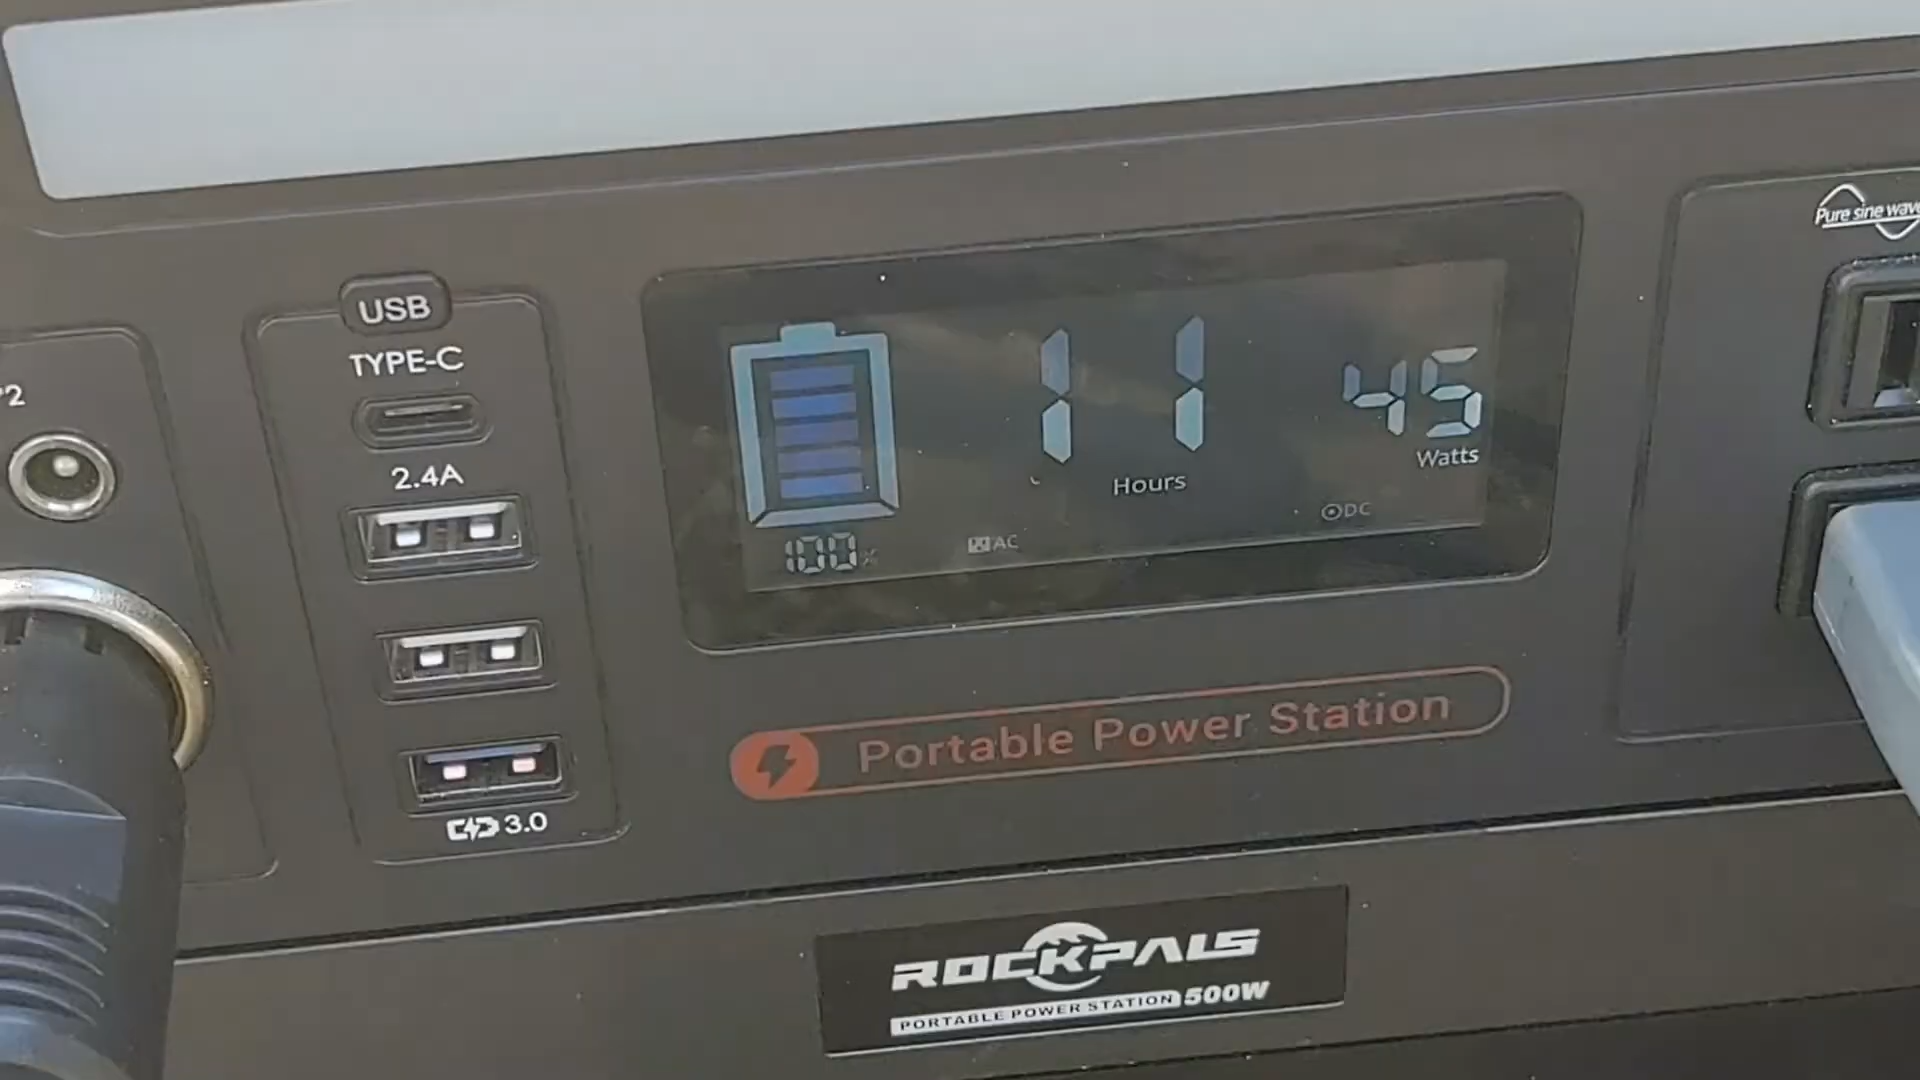 Pure sine wave
USB
TYPE-C
*2
2.4A
11
Hours
45
Watts
DC
AC
100%
Portable Power Station
3.0
ROCKPALS
PORTABLE POWER STATION 500W